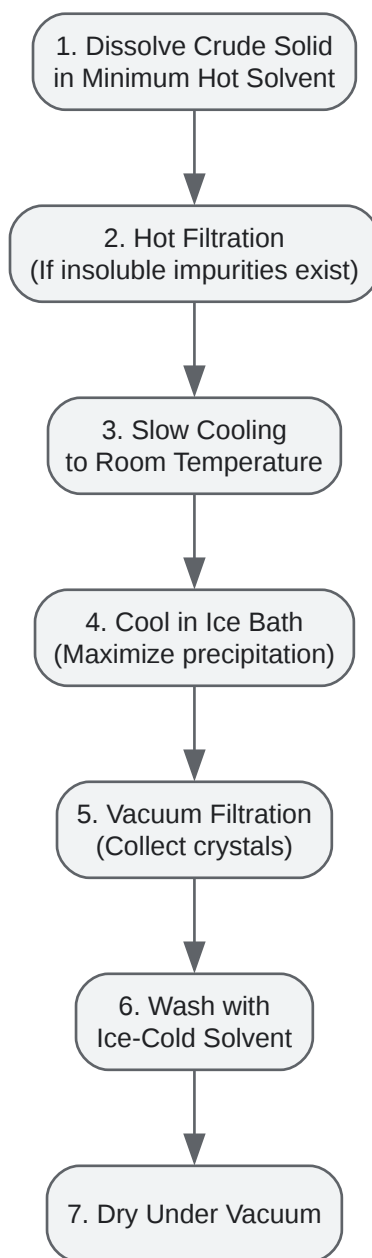 1. Dissolve Crude Solid
in Minimum Hot Solvent
2. Hot Filtration
(If insoluble impurities exist)
3. Slow Cooling
to Room Temperature
4. Cool in Ice Bath
(Maximize precipitation)
5. Vacuum Filtration
(Collect crystals)
6. Wash with
Ice-Cold Solvent
7. Dry Under Vacuum